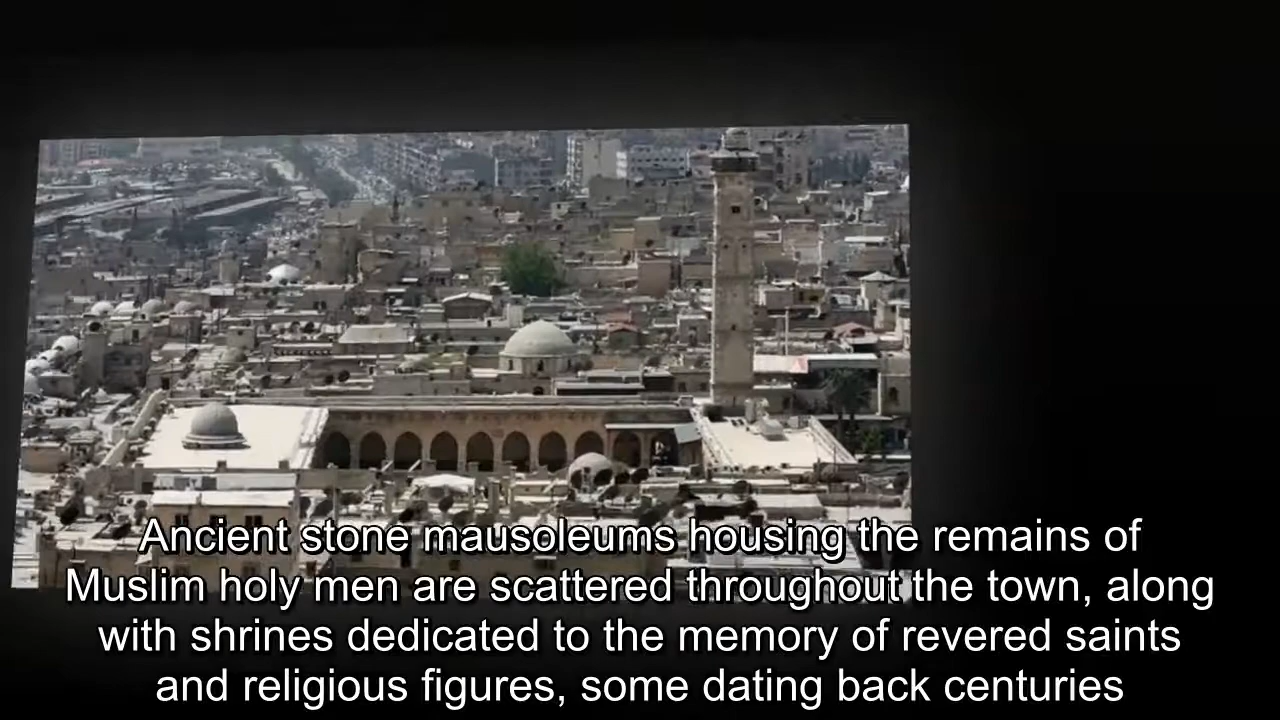 Ancient stone mausoleums housing the remains of
Muslim holy men are scattered throughout the town, along
with shrines dedicated to the memory of revered saints
and religious figures, some dating back centuries